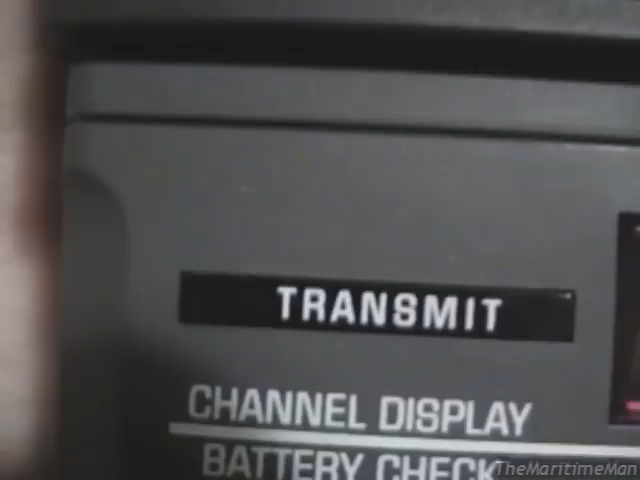 TRANSMIT
CHANNEL DISPLAY
BATTERY CHECK
TheMaritimeMan